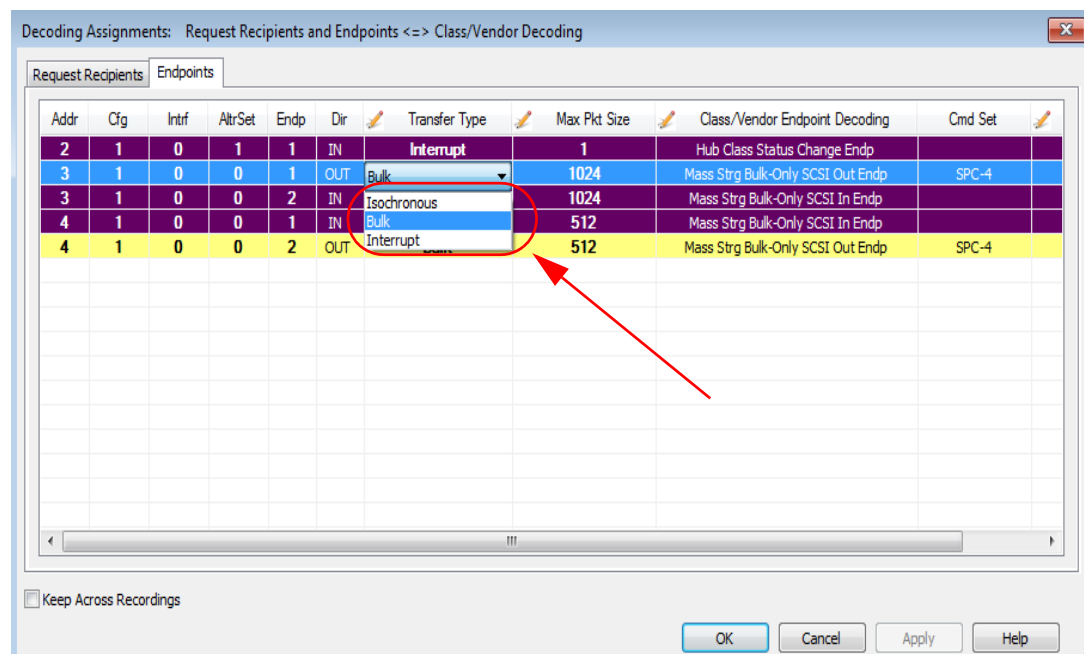 Decoding Assignments: Request Recipients and Endpoints <=> Class/Vendor Decoding
Request Recipients Endpoints
Addr Cfg Intrf AltrSet Endp Dir Transfer Type Max Pkt Size Class/Vendor Endpoint Decoding Cmd Set
2 1 0 1 1 IN Interrupt 1 Hub Class Status Change Endp
3 1 0 0 1 OUT Bulk 1024 Mass Strg Bulk-Only SCSI Out Endp SPC-4
3 1 0 0 2 IN Isochronous 1024 Mass Strg Bulk-Only SCSI In Endp
4 1 0 0 1 IN Bulk 512 Mass Strg Bulk-Only SCSI In Endp
4 1 0 0 2 OUT Interrupt 512 Mass Strg Bulk-Only SCSI Out Endp SPC-4
Keep Across Recordings
OK Cancel Apply Help